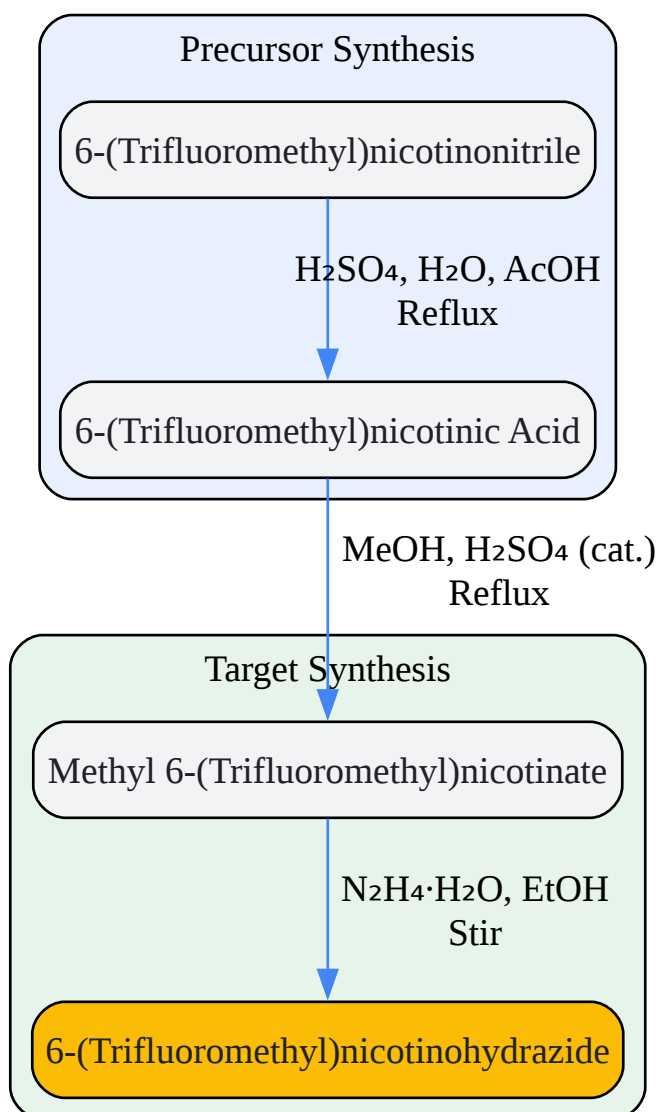 Precursor Synthesis
6-(Trifluoromethyl)nicotinonitrile
H₂SO₄, H₂O, AcOH
Reflux
6-(Trifluoromethyl)nicotinic Acid
MeOH, H₂SO₄ (cat.)
Reflux
Target Synthesis
Methyl 6-(Trifluoromethyl)nicotinate
N₂H₄·H₂O, EtOH
Stir
6-(Trifluoromethyl)nicotinohydrazide